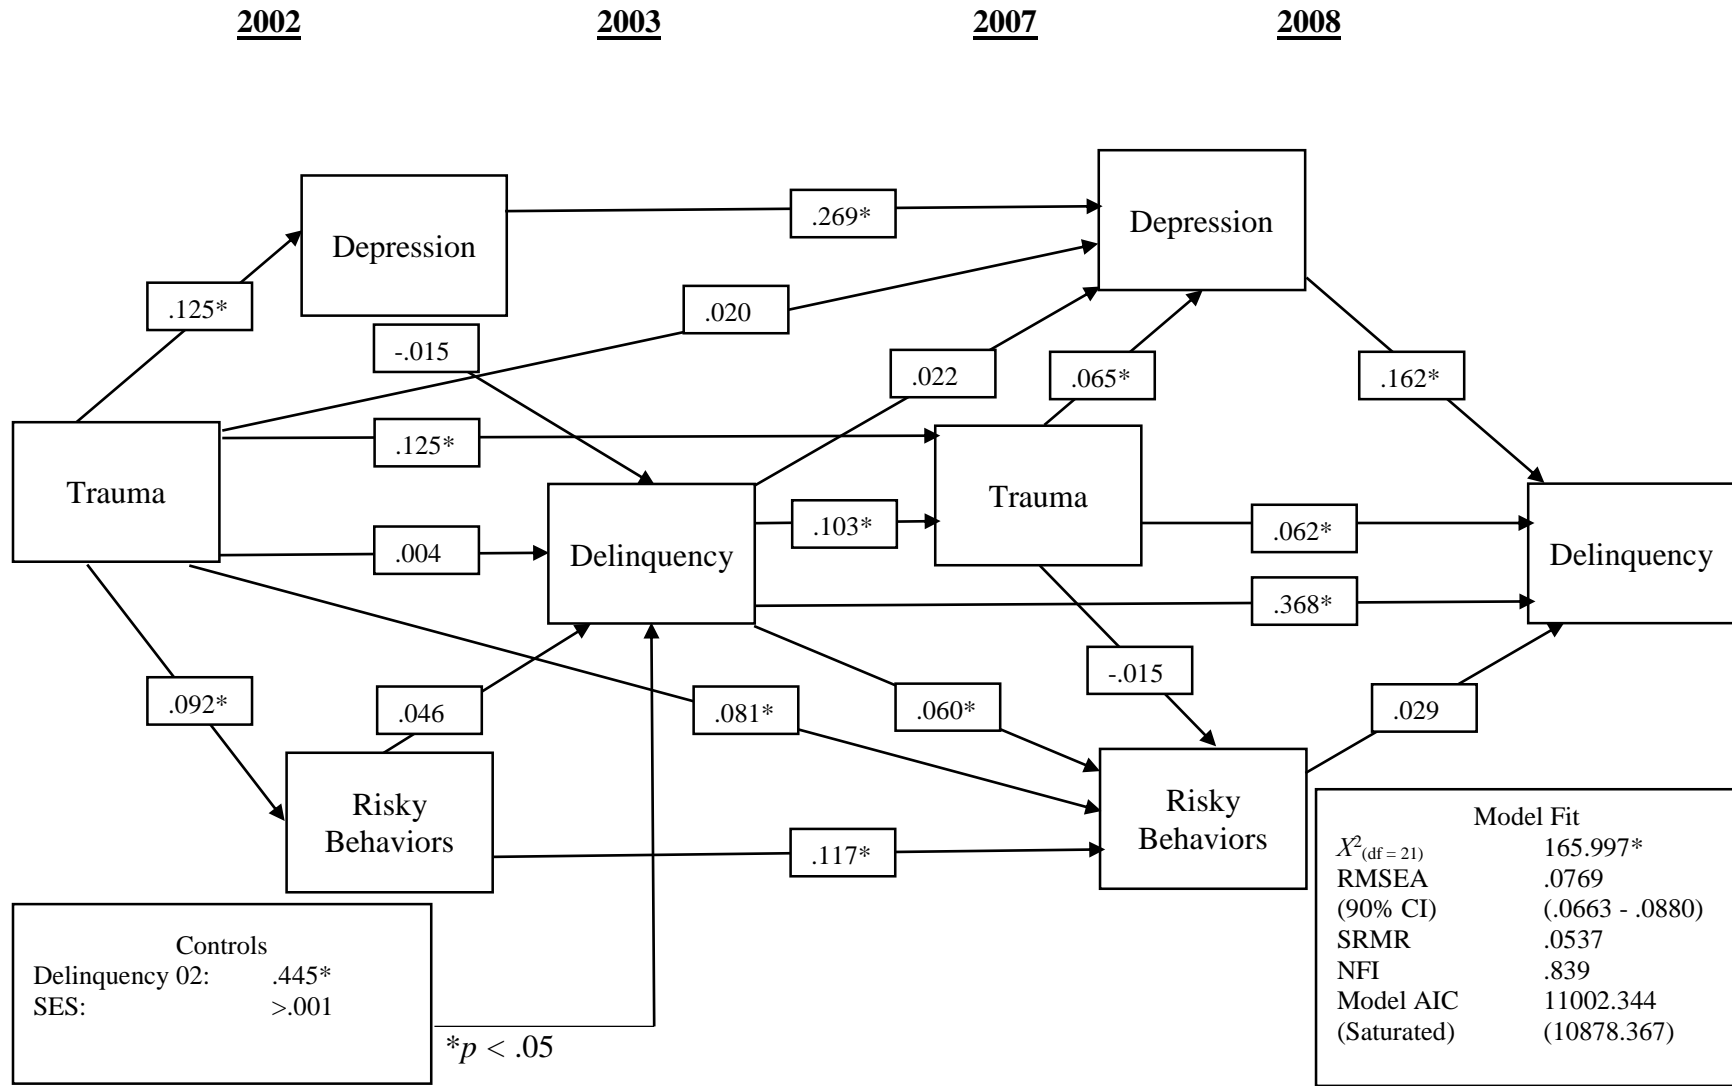 2002 2003 2007 2008
Depression
.269*
Depression
.125*
.020
-.015
.022
.065*
.162*
.125*
Trauma
Trauma
.103*
.062*
.004
Delinquency
Delinquency
.368*
-.015
.092*
.046
.081*
.060*
.029
Risky
Behaviors
.117*
Risky
Behaviors
Controls
Delinquency 02: .445*
SES: >.001
*p < .05
Model Fit
X²(df = 21) 165.997*
RMSEA .0769
(90% CI) (.0663 - .0880)
SRMR .0537
NFI .839
Model AIC 11002.344
(Saturated) (10878.367)